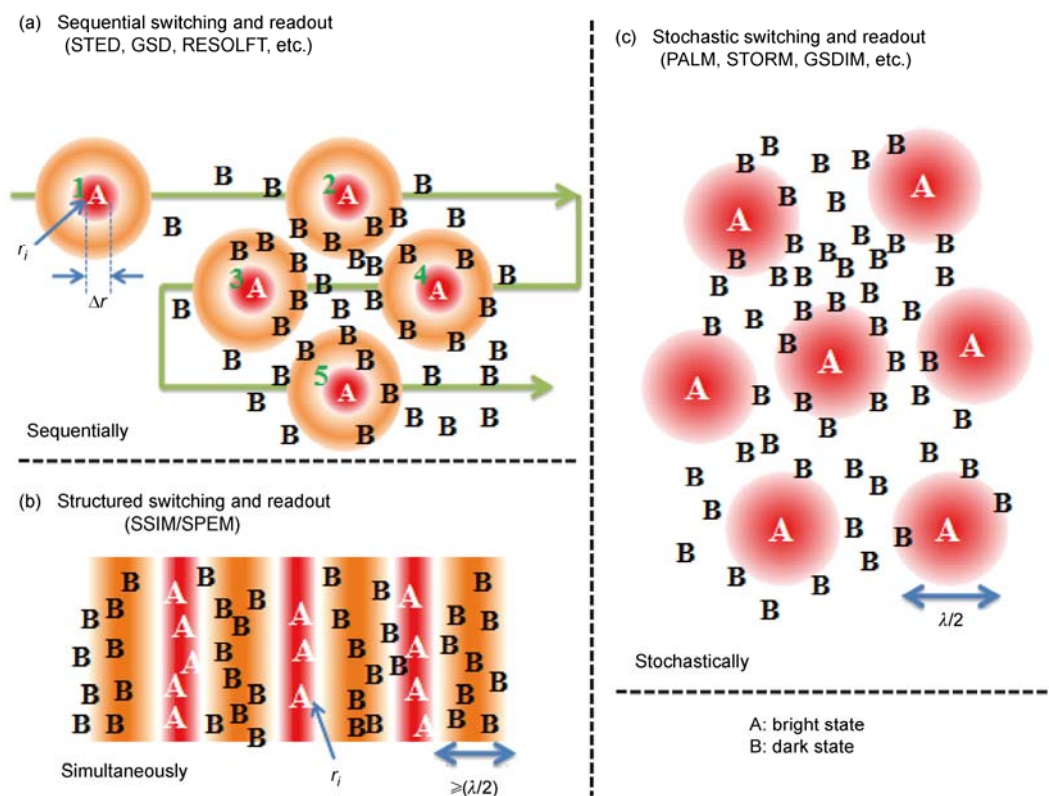 (a) Sequential switching and readout
(STED, GSD, RESOLFT, etc.)
B
1 A B 2 A B
B B B B B
r_i
B B B B B B B B
3 A B 4 A B
Δr
B B B B B
B B B B
B B B B
B 5 A B B B
B B B B
Sequentially
B B
(b) Structured switching and readout
(SSIM/SPEM)
B B B B
B A B B A B A B
B A B A B B
B B A B A B B A B B
B B A B B B
B B A B A B B B
B B A B B B B A B B
B
Simultaneously
r_i
⩾(λ/2)
(c) Stochastic switching and readout
(PALM, STORM, GSDIM, etc.)
B B
B B B
A
B B
A
B B B B
B B B B B
B B B B
B B B B
B B B B
B A
B B
A A
B B B B
B B B
B B B
B B B B
B B B
B B
A A B
B B
B B
B B
B
λ/2
Stochastically
A: bright state
B: dark state